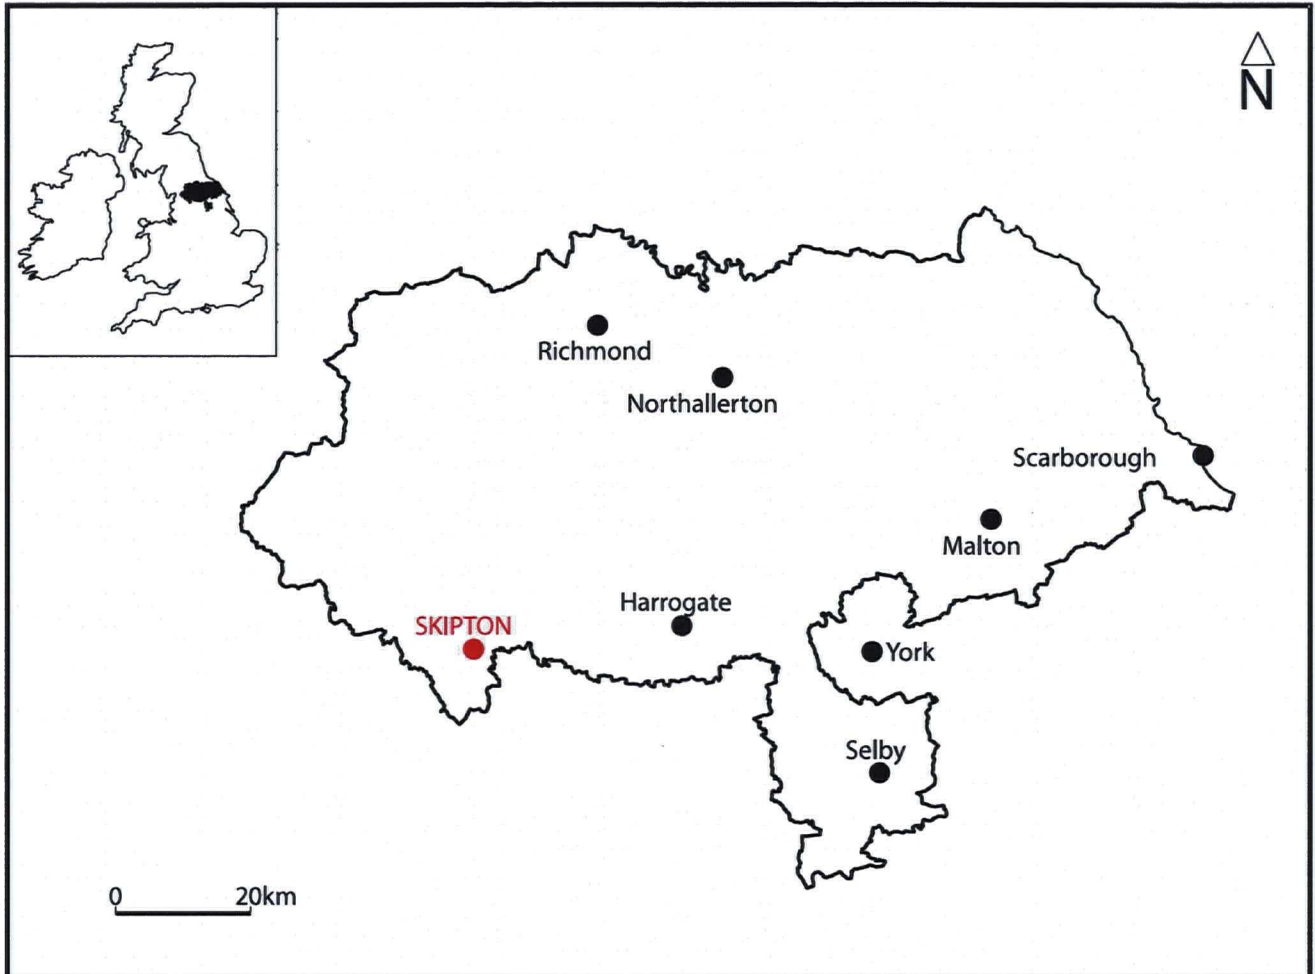 N
Richmond
Northallerton
Scarborough
Malton
Harrogate
SKIPTON
York
Selby
0 20km